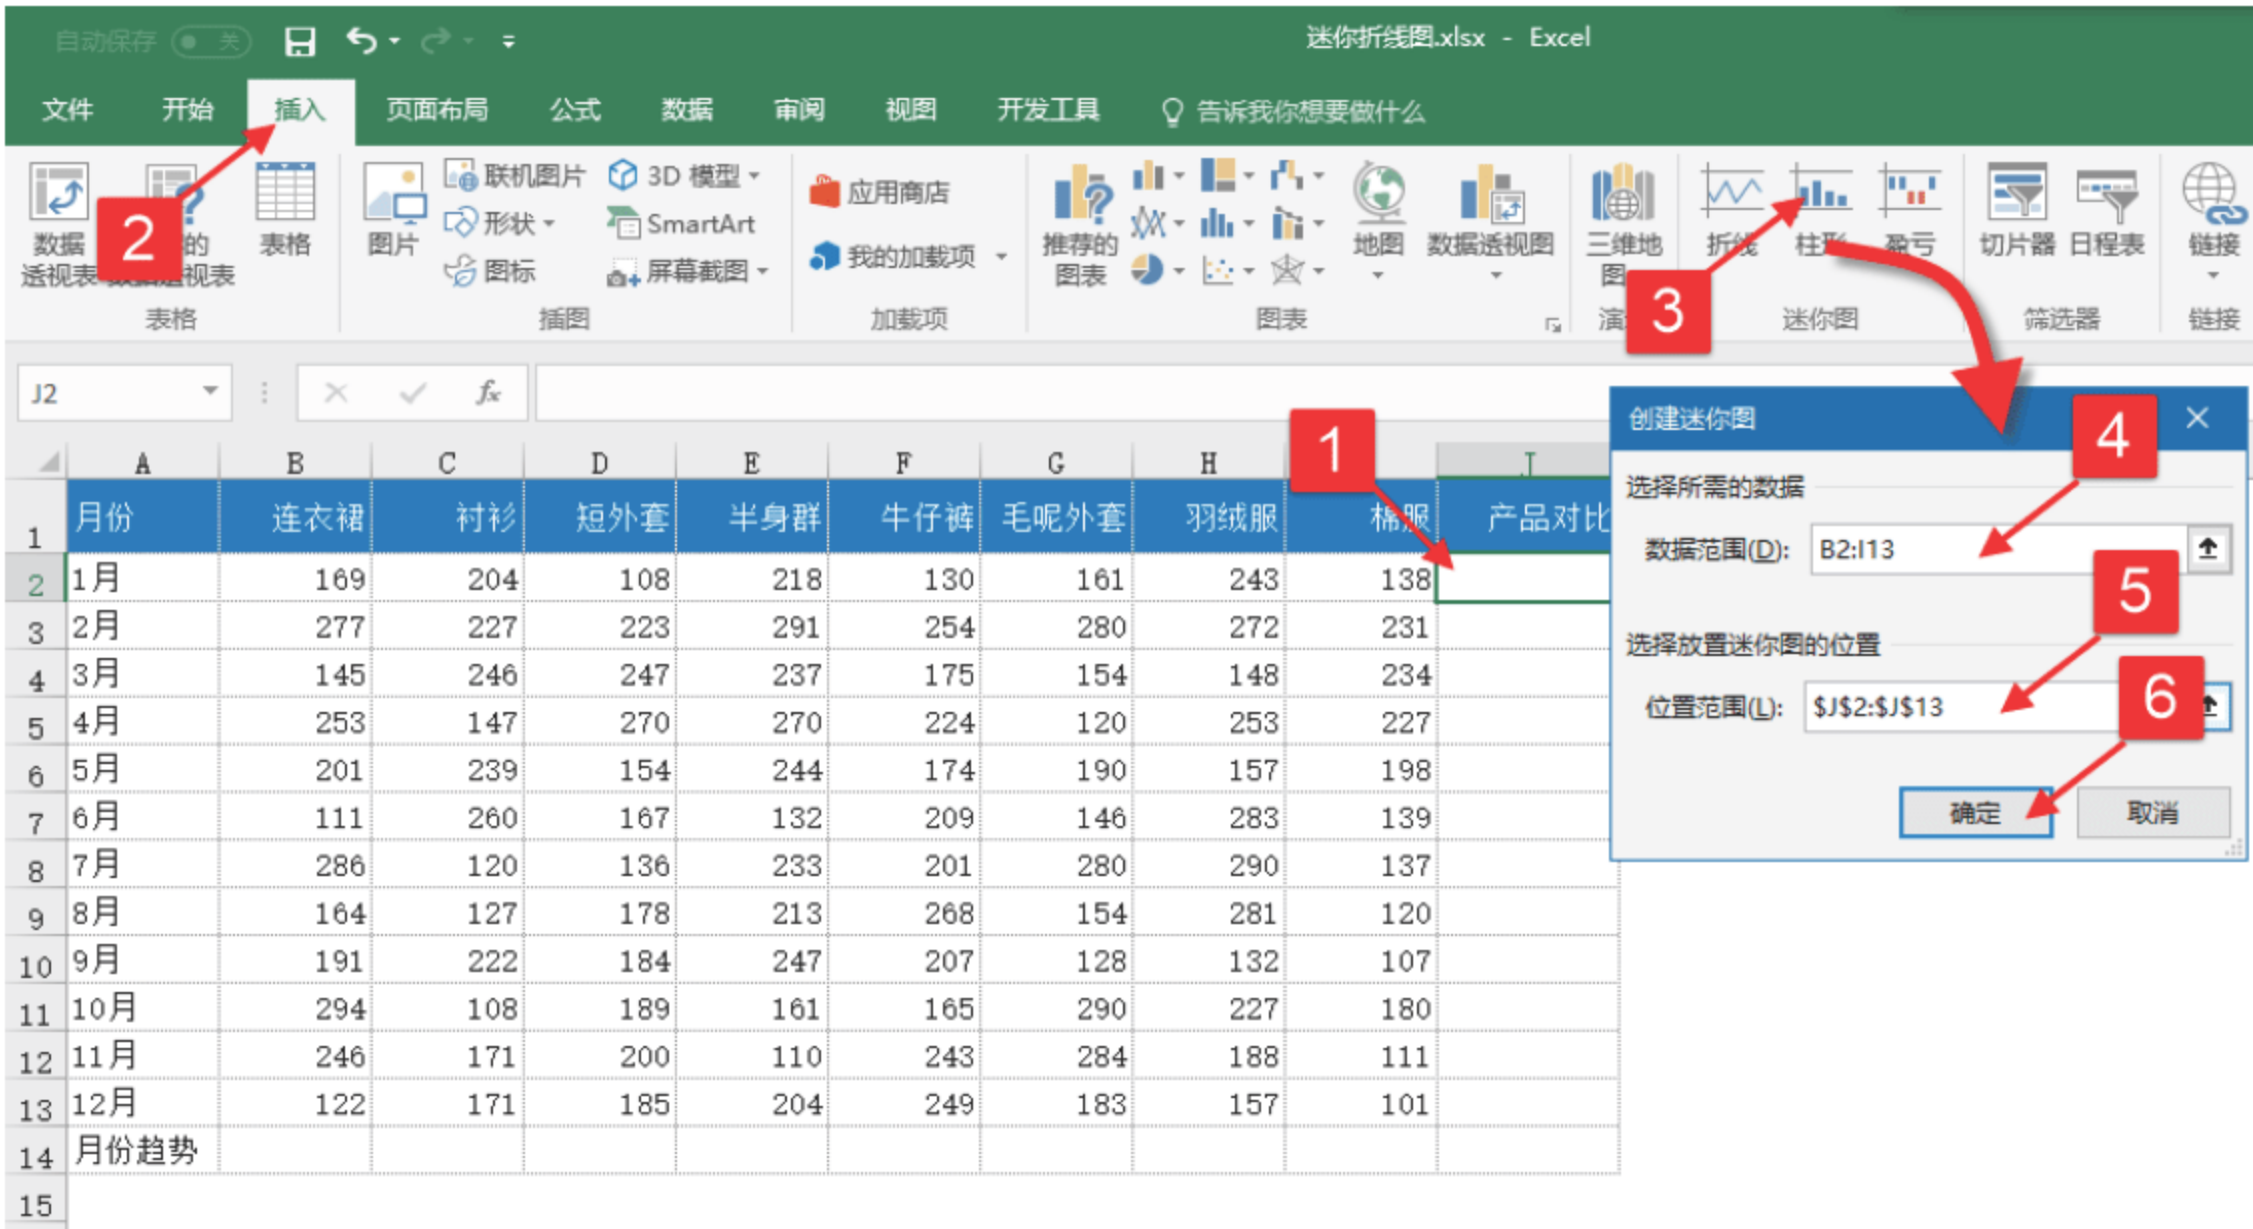 自动保存 关
迷你折线图.xlsx - Excel
文件 开始 插入 页面布局 公式 数据 审阅 视图 开发工具 告诉我你想要做什么
数据
透视表
2
的
透视表
表格
表格
图片
联机图片
形状
图标
3D 模型
SmartArt
屏幕截图
插图
应用商店
我的加载项
加载项
推荐的
图表
地图
数据透视图
图表
三维地
图
演
3
折线
柱形
盈亏
迷你图
切片器
日程表
筛选器
链接
链接
J2
fx
1
A B C D E F G H J
1 月份 连衣裙 衬衫 短外套 半身群 牛仔裤 毛呢外套 羽绒服 棉服 产品对比
2 1月 169 204 108 218 130 161 243 138
3 2月 277 227 223 291 254 280 272 231
4 3月 145 246 247 237 175 154 148 234
5 4月 253 147 270 270 224 120 253 227
6 5月 201 239 154 244 174 190 157 198
7 6月 111 260 167 132 209 146 283 139
8 7月 286 120 136 233 201 280 290 137
9 8月 164 127 178 213 268 154 281 120
10 9月 191 222 184 247 207 128 132 107
11 10月 294 108 189 161 165 290 227 180
12 11月 246 171 200 110 243 284 188 111
13 12月 122 171 185 204 249 183 157 101
14 月份趋势
15
创建迷你图
4
选择所需的数据
数据范围(D): B2:I13
5
选择放置迷你图的位置
位置范围(L): $J$2:$J$13
6
确定 取消